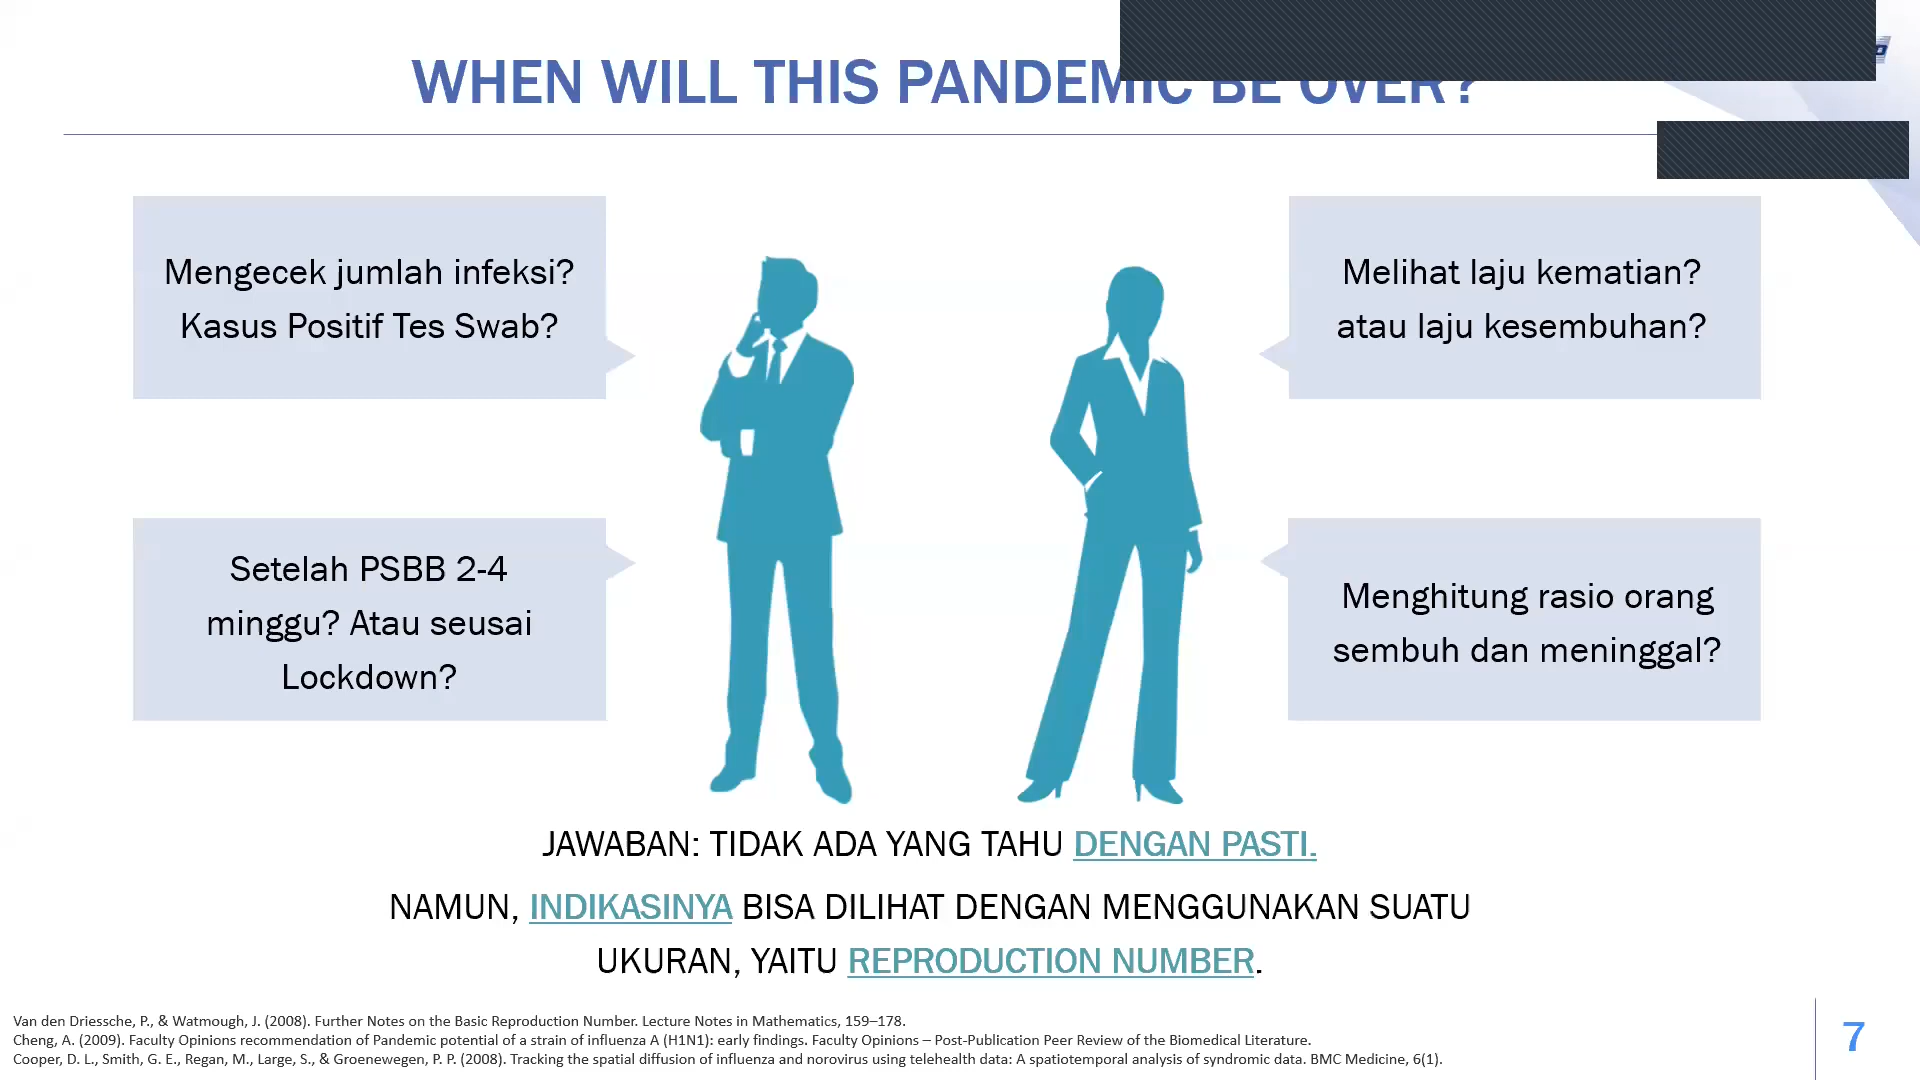 WHEN WILL THIS PANDEMIC BE OVER?
Mengecek jumlah infeksi?
Kasus Positif Tes Swab?
Melihat laju kematian?
atau laju kesembuhan?
Setelah PSBB 2-4
minggu? Atau seusai
Lockdown?
Menghitung rasio orang
sembuh dan meninggal?
JAWABAN: TIDAK ADA YANG TAHU DENGAN PASTI.
NAMUN, INDIKASINYA BISA DILIHAT DENGAN MENGGUNAKAN SUATU
UKURAN, YAITU REPRODUCTION NUMBER.
Van den Driessche, P., & Watmough, J. (2008). Further Notes on the Basic Reproduction Number. Lecture Notes in Mathematics, 159–178.
Cheng, A. (2009). Faculty Opinions recommendation of Pandemic potential of a strain of influenza A (H1N1): early findings. Faculty Opinions – Post-Publication Peer Review of the Biomedical Literature.
Cooper, D. L., Smith, G. E., Regan, M., Large, S., & Groenewegen, P. P. (2008). Tracking the spatial diffusion of influenza and norovirus using telehealth data: A spatiotemporal analysis of syndromic data. BMC Medicine, 6(1).
7